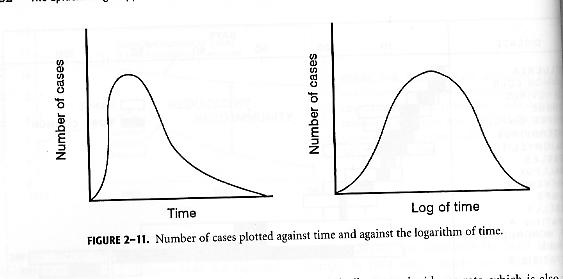 Number of cases
Time
Number of cases
Log of time
FIGURE 2–11. Number of cases plotted against time and against the logarithm of time.